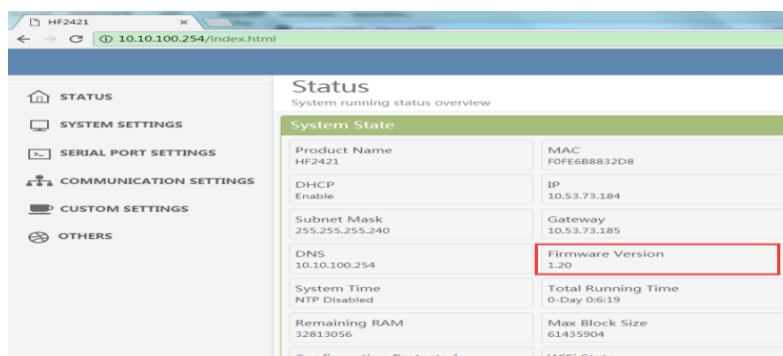 HF2421
10.10.100.254/index.html
STATUS
SYSTEM SETTINGS
SERIAL PORT SETTINGS
COMMUNICATION SETTINGS
CUSTOM SETTINGS
OTHERS
Status
System running status overview
System State
Product Name
HF2421
MAC
F0FE6B8832D8
DHCP
Enable
IP
10.53.73.184
Subnet Mask
255.255.255.240
Gateway
10.53.73.185
DNS
10.10.100.254
Firmware Version
1.20
System Time
NTP Disabled
Total Running Time
0-Day 0:6:19
Remaining RAM
32813056
Max Block Size
61435904